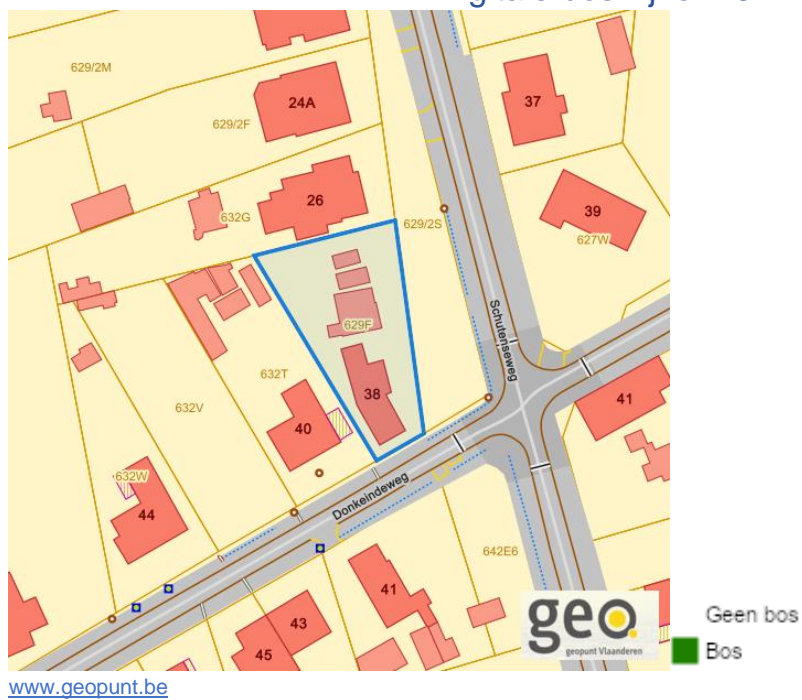 629/2M
24A
629/2F
37
26
632G
629/2S
39
627W
629F
Schutenseweg
632T
38
632V
40
41
632W
44
Donkeindeweg
642E6
41
43
45
geo
geopunt Vlaanderen
Geen bos
Bos
www.geopunt.be